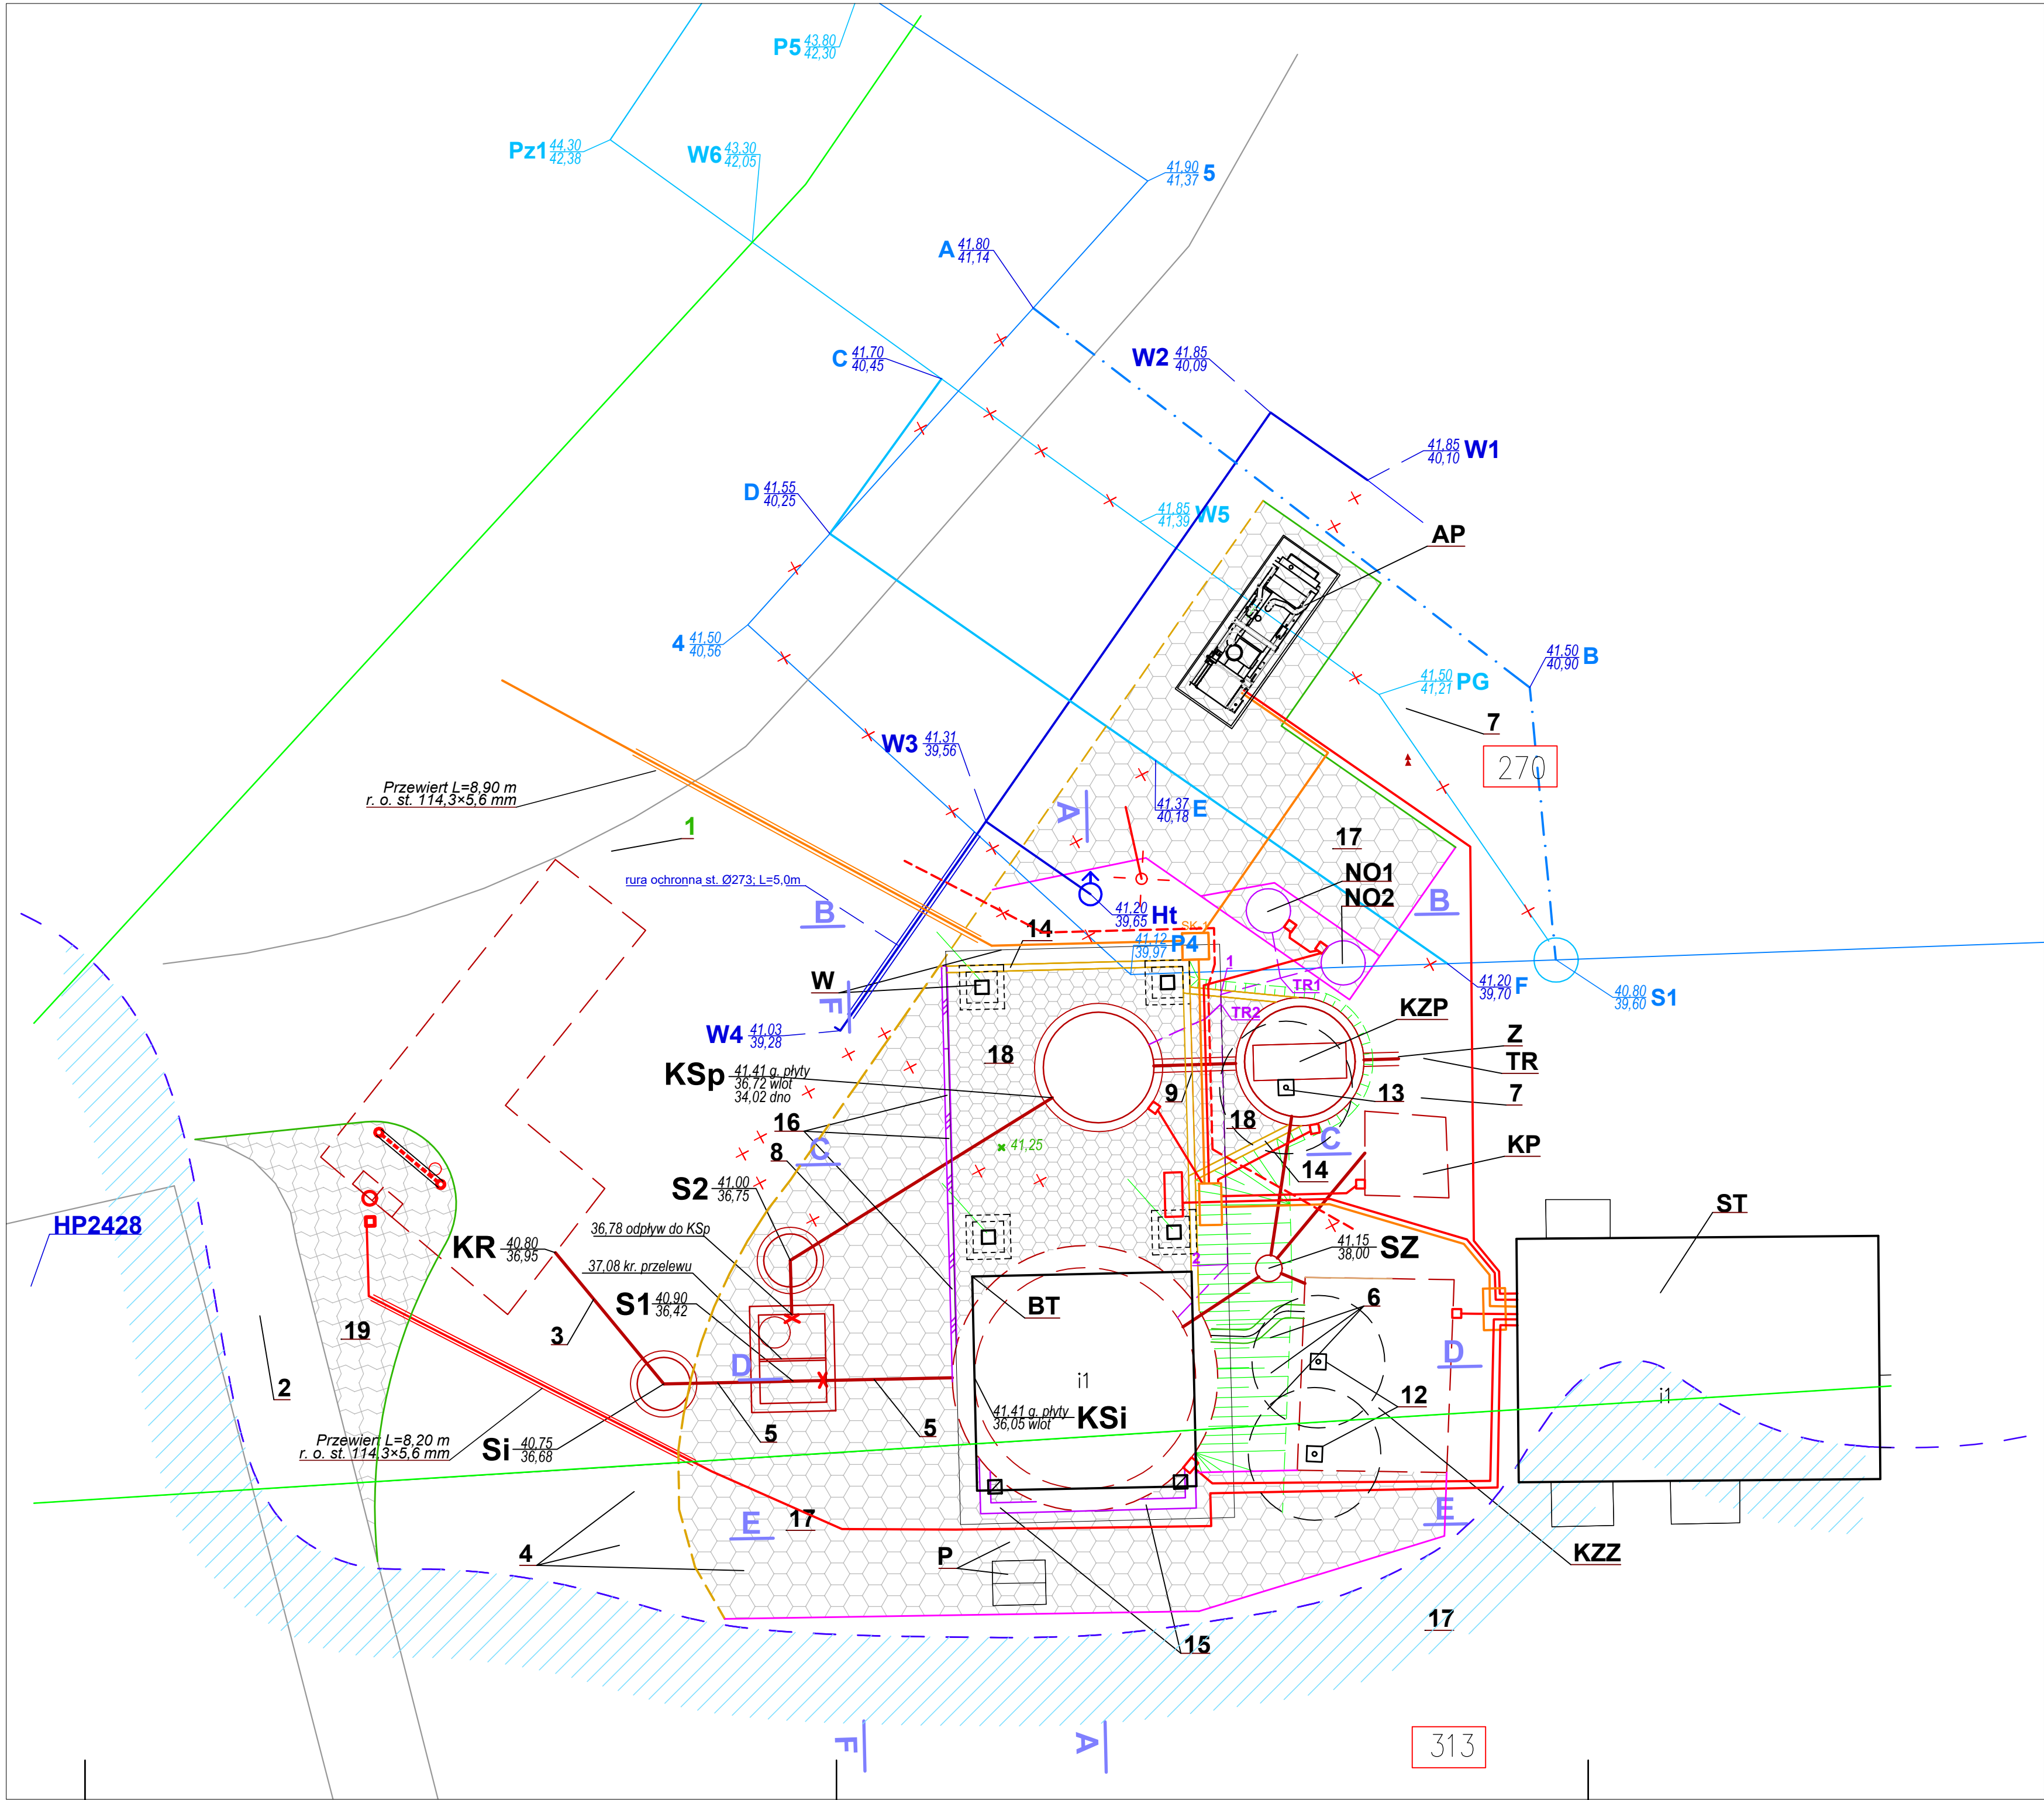 P5 43.80
42,30
Pz1 44,30
42,38
W6 43,30
42,05
41,90
41,37 5
A 41,80
41,14
C 41,70
40,45
W2 41,85
40,09
41,85
40,10 W1
D 41,55
40,25
41,85
41,39 W5
AP
4 41,50
40,56
41,50
40,90 B
41,50
41,21 PG
7
W3 41,31
39,56
270
Przewiert L=8,90 m
r. o. st. 114,3×5,6 mm
A
41,37
40,18 E
1
17
NO1
rura ochronna st. Ø273; L=5,0m
NO2
B
B
41,20
39,65 Ht
14
SK 1
41,12
39,97 P4
1
W
TR1
41,20
39,70 F
40,80
39,60 S1
F
TR2
KZP
W4 41,03
39,28
Z
18
TR
KSp 41,41 g. płyty
36,72 wlot
34,02 dno
9
13
7
16
18
C
41,25
C
8
KP
14
S2 41,00
36,75
ST
HP2428
36,78 odpływ do KSp
KR 40,80
36,95
41,15
38,00 SZ
2
37,08 kr. przelewu
S1 40,90
36,42
BT
6
19
3
D
D
i1
2
i1
12
41,41 g. płyty
36,05 wlot KSi
5
5
Przewiert L=8,20 m
r. o. st. 114,3×5,6 mm
Si 40,75
36,68
E
17
E
4
P
KZZ
17
15
F
A
313